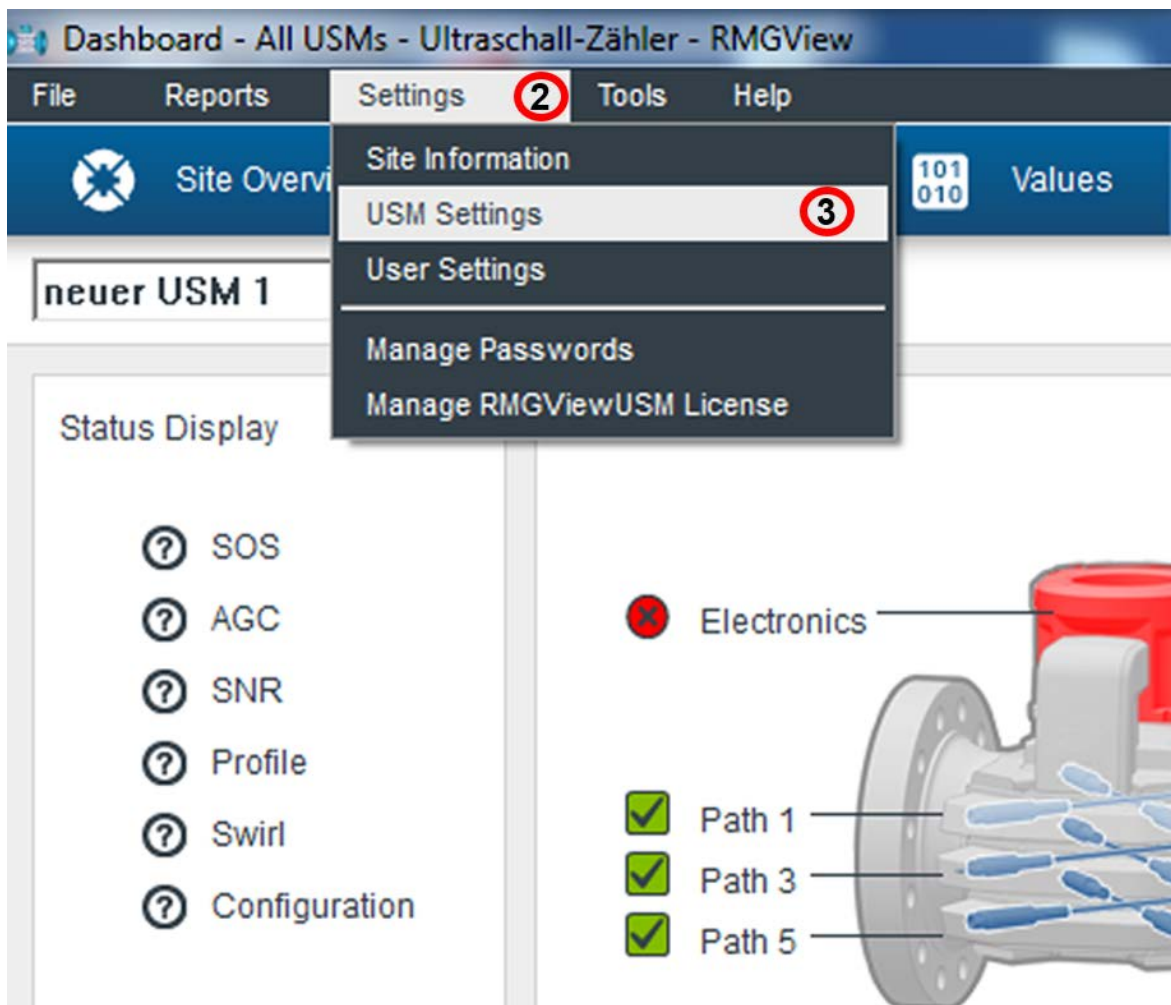 Dashboard - All USMs - Ultraschall-Zähler - RMGView
File Reports Settings 2 Tools Help
Site Overvi
101
010
Values
Site Information
USM Settings 3
User Settings
neuer USM 1
Manage Passwords
Manage RMGViewUSM License
Status Display
SOS
AGC
SNR
Profile
Swirl
Configuration
Electronics
Path 1
Path 3
Path 5